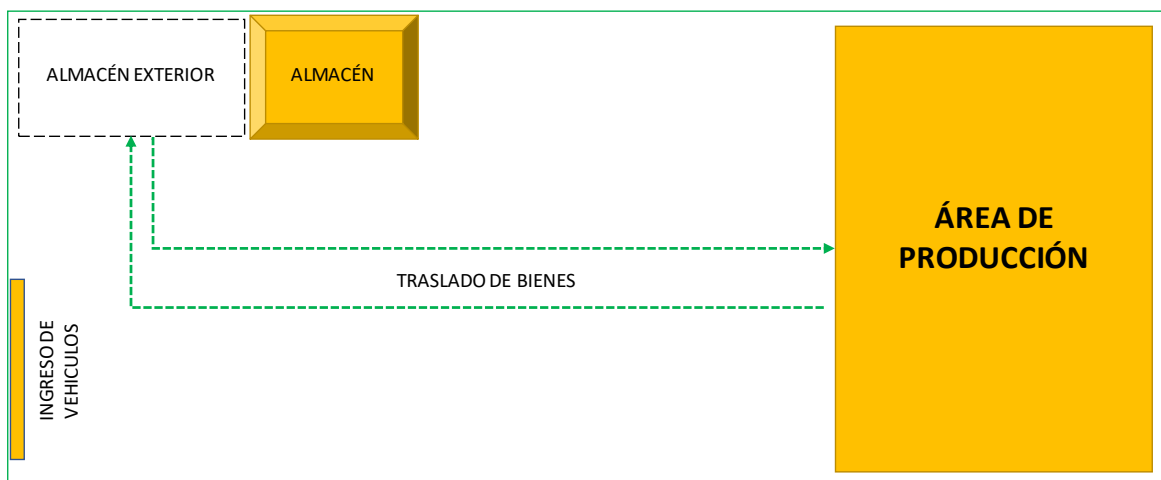 ALMACÉN EXTERIOR
ALMACÉN
ÁREA DE
PRODUCCIÓN
TRASLADO DE BIENES
INGRESO DE
VEHICULOS